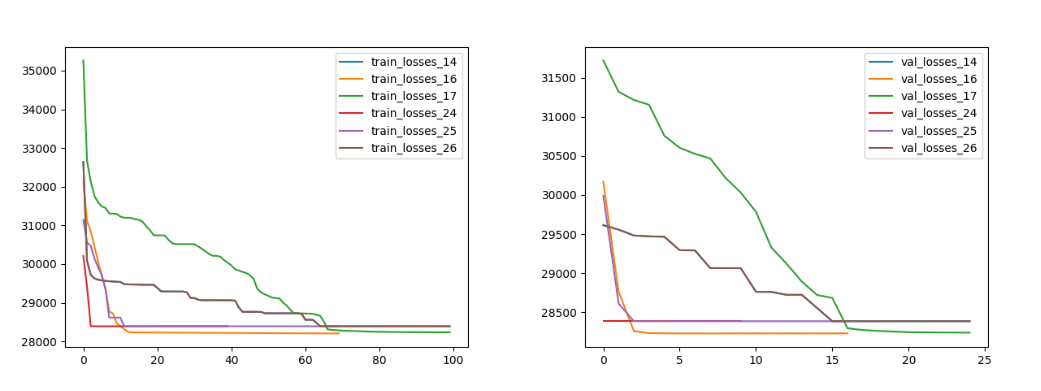 35000
34000
33000
32000
31000
30000
29000
28000
0
20
40
60
80
100
train_losses_14
train_losses_16
train_losses_17
train_losses_24
train_losses_25
train_losses_26
31500
31000
30500
30000
29500
29000
28500
0
5
10
15
20
25
val_losses_14
val_losses_16
val_losses_17
val_losses_24
val_losses_25
val_losses_26